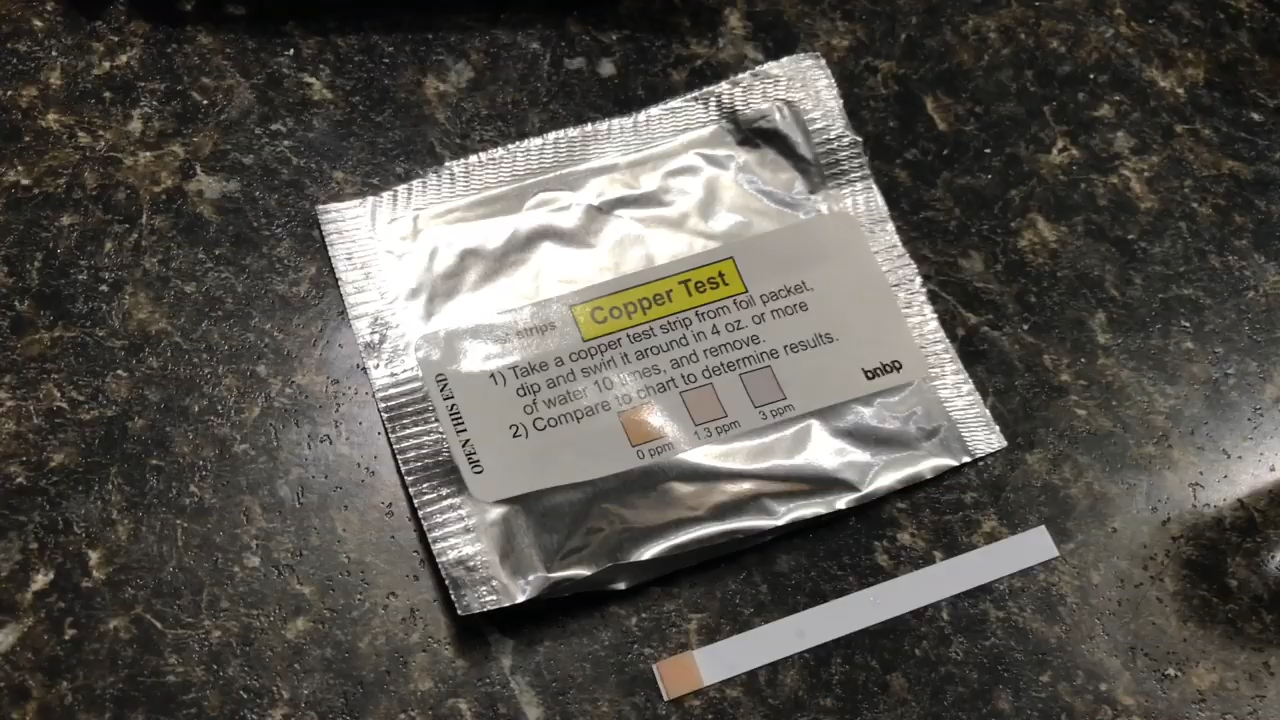 strips
Copper Test
1) Take a copper test strip from foil packet,
dip and swirl it around in 4 oz. or more
of water 10 times, and remove.
2) Compare to chart to determine results.
0 ppm 1.3 ppm 3 ppm
bnbp
OPEN THIS END